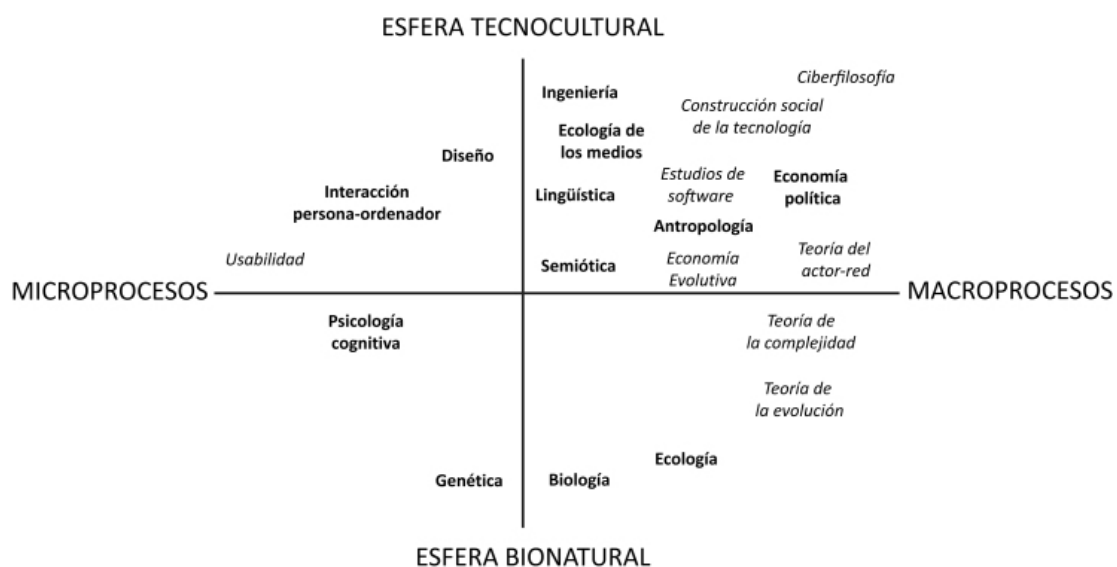 ESFERA TECNOCULTURAL
Ciberfilosofía
Ingeniería
Construcción social
de la tecnología
Ecología de
los medios
Diseño
Estudios de
software
Economía
política
Interacción
persona-ordenador
Lingüística
Antropología
Usabilidad
Semiótica
Economía
Evolutiva
Teoría del
actor-red
MICROPROCESOS
MACROPROCESOS
Psicología
cognitiva
Teoría de
la complejidad
Teoría de
la evolución
Ecología
Genética
Biología
ESFERA BIONATURAL